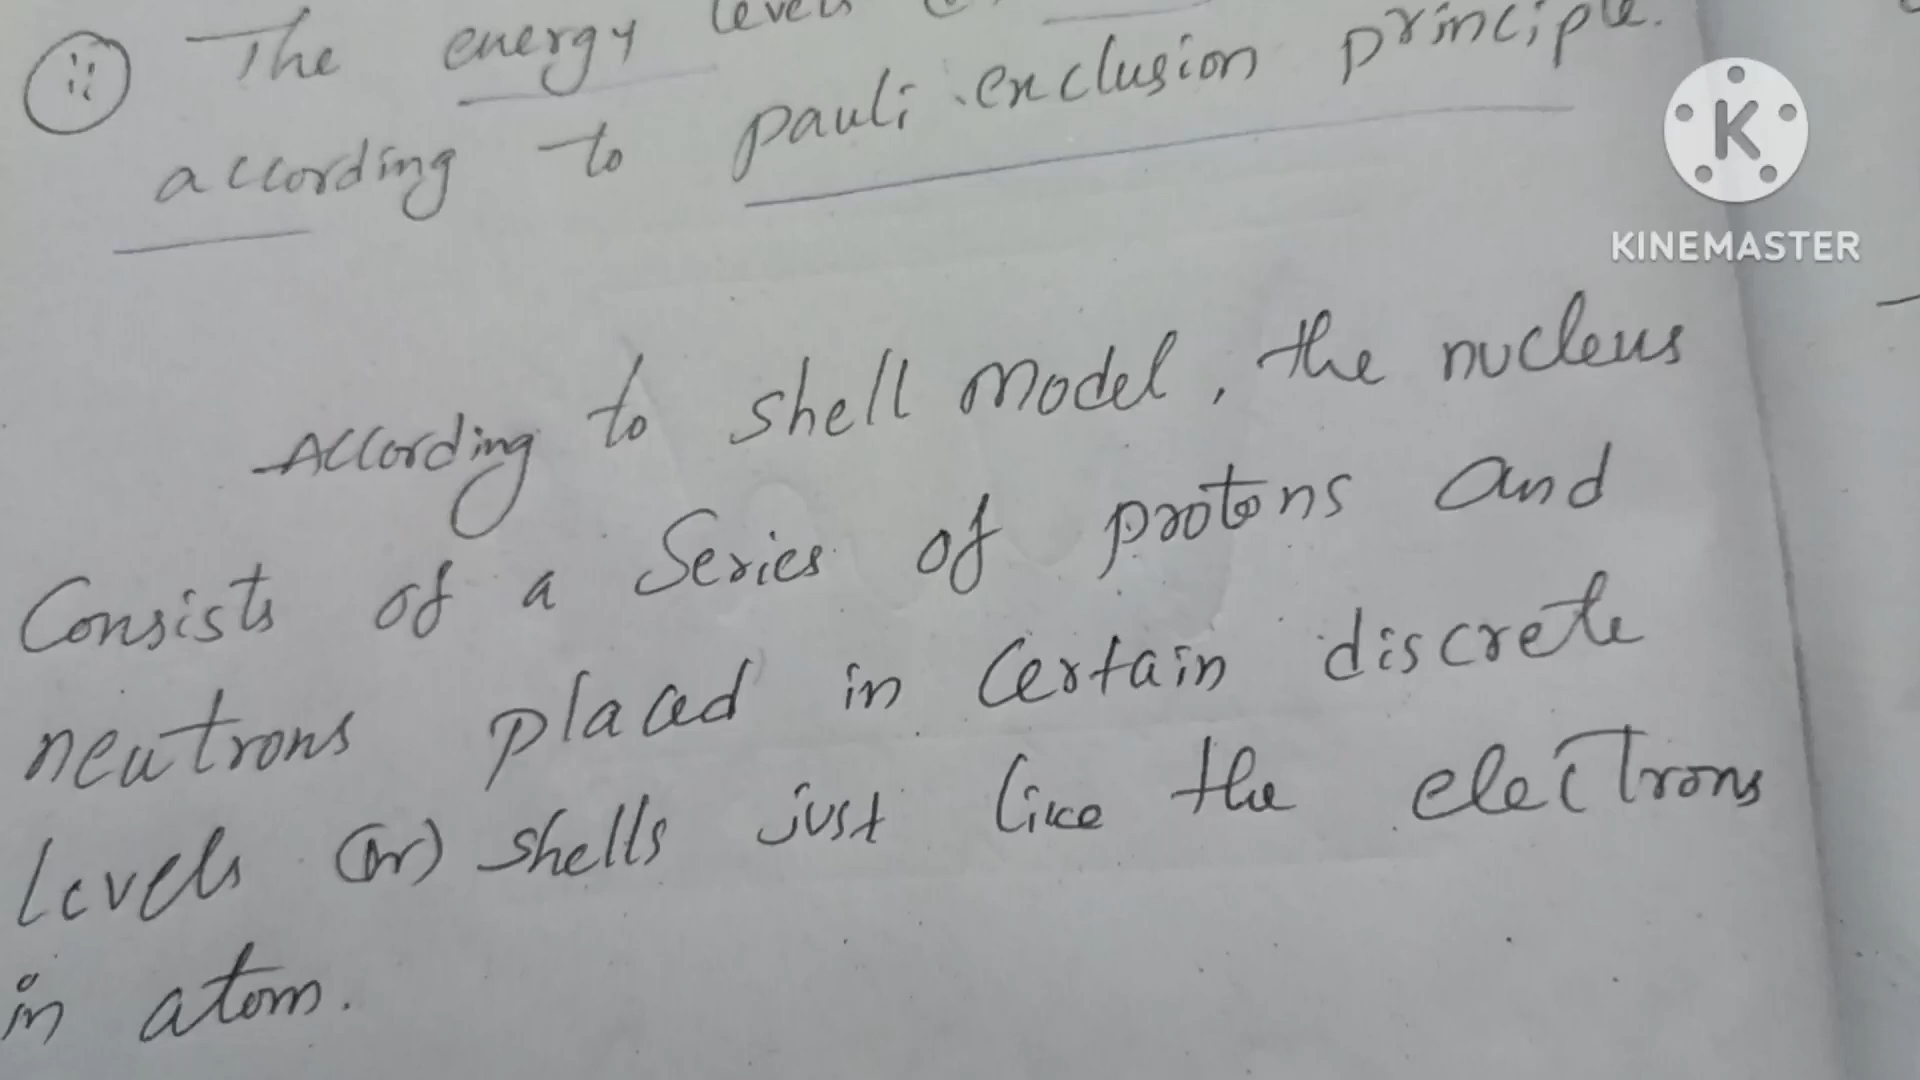 ii The energy levels
according to pauli exclusion principle.
According to shell model, the nucleus
Consists of a Series of protons and
neutrons placed in Certain discrete
levels (or) shells just like the electrons
in atom.
K
KINEMASTER